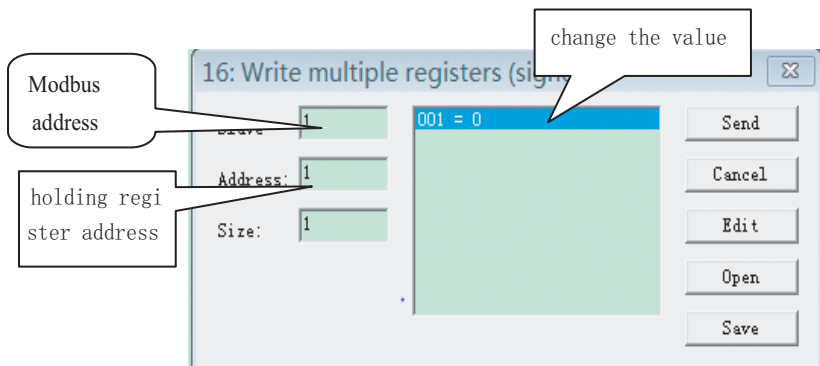 change the value
16: Write multiple registers
Modbus
address
1
001 = 0
Send
Address: 1
Cancel
holding regi
ster address
Size: 1
Edit
Open
Save